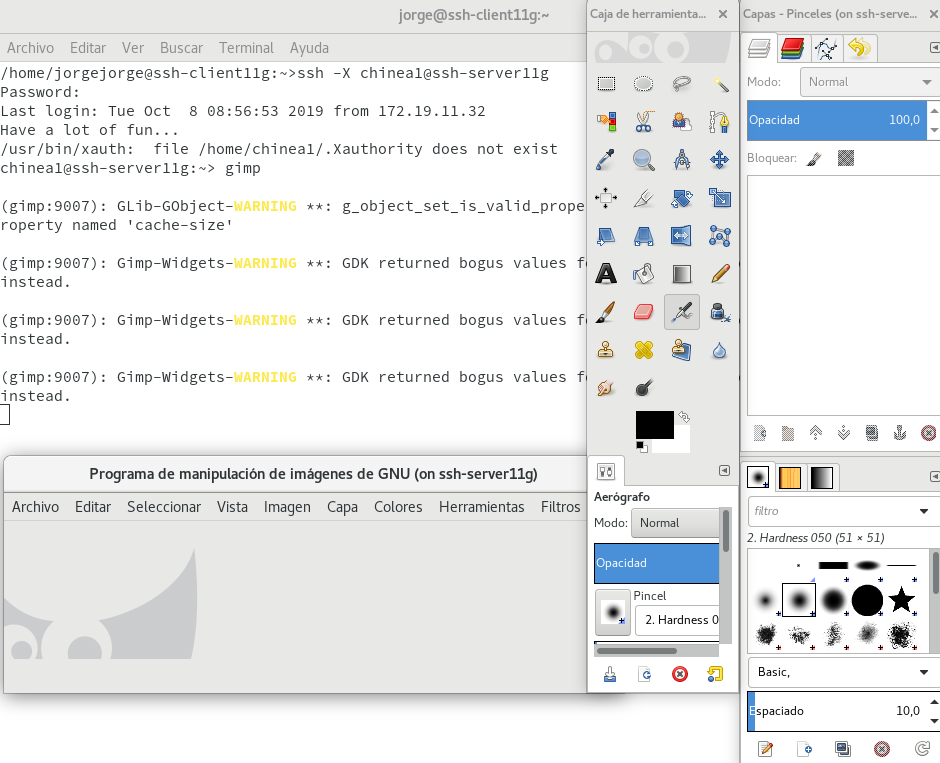 jorge@ssh-client11g:~
Archivo Editar Ver Buscar Terminal Ayuda
/home/jorgejorge@ssh-client11g:~>ssh -X chinea1@ssh-server11g
Password:
Last login: Tue Oct  8 08:56:53 2019 from 172.19.11.32
Have a lot of fun...
/usr/bin/xauth:  file /home/chinea1/.Xauthority does not exist
chinea1@ssh-server11g:~> gimp
(gimp:9007): GLib-GObject-WARNING **: g_object_set_is_valid_prope
roperty named 'cache-size'
(gimp:9007): Gimp-Widgets-WARNING **: GDK returned bogus values f
instead.
(gimp:9007): Gimp-Widgets-WARNING **: GDK returned bogus values f
instead.
(gimp:9007): Gimp-Widgets-WARNING **: GDK returned bogus values f
instead.
Programa de manipulación de imágenes de GNU (on ssh-server11g)
Archivo Editar Seleccionar Vista Imagen Capa Colores Herramientas Filtros
Caja de herramienta...
Aerógrafo
Modo: Normal
Opacidad
Pincel
2. Hardness 0
Capas - Pinceles (on ssh-serve...
Modo: Normal
Opacidad 100,0
Bloquear:
filtro
2. Hardness 050 (51 × 51)
Basic,
Espaciado 10,0